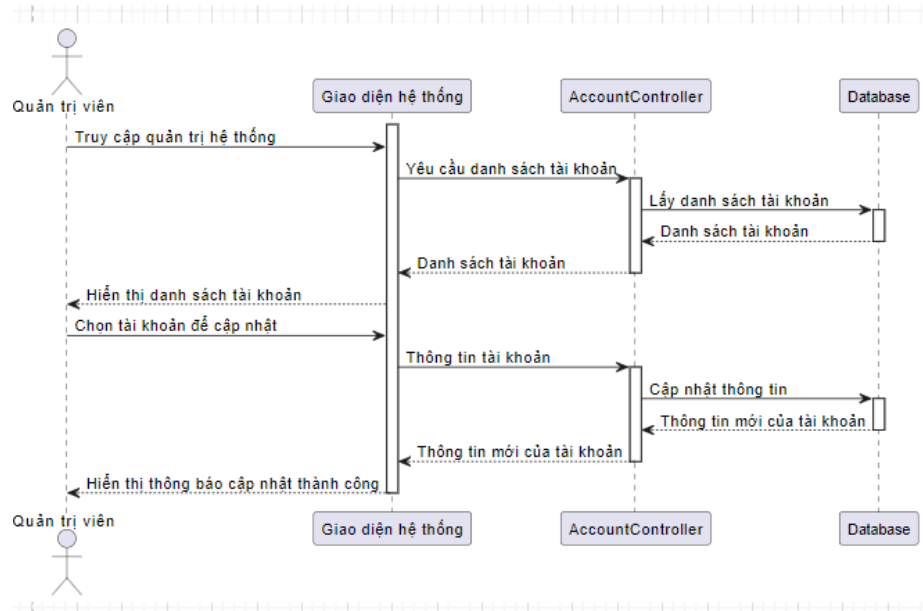 Quản trị viên
Giao diện hệ thống
AccountController
Database
Truy cập quản trị hệ thống
Yêu cầu danh sách tài khoản
Lấy danh sách tài khoản
Danh sách tài khoản
Danh sách tài khoản
Hiển thị danh sách tài khoản
Chọn tài khoản để cập nhật
Thông tin tài khoản
Cập nhật thông tin
Thông tin mới của tài khoản
Thông tin mới của tài khoản
Hiển thị thông báo cập nhật thành công
Quản trị viên
Giao diện hệ thống
AccountController
Database